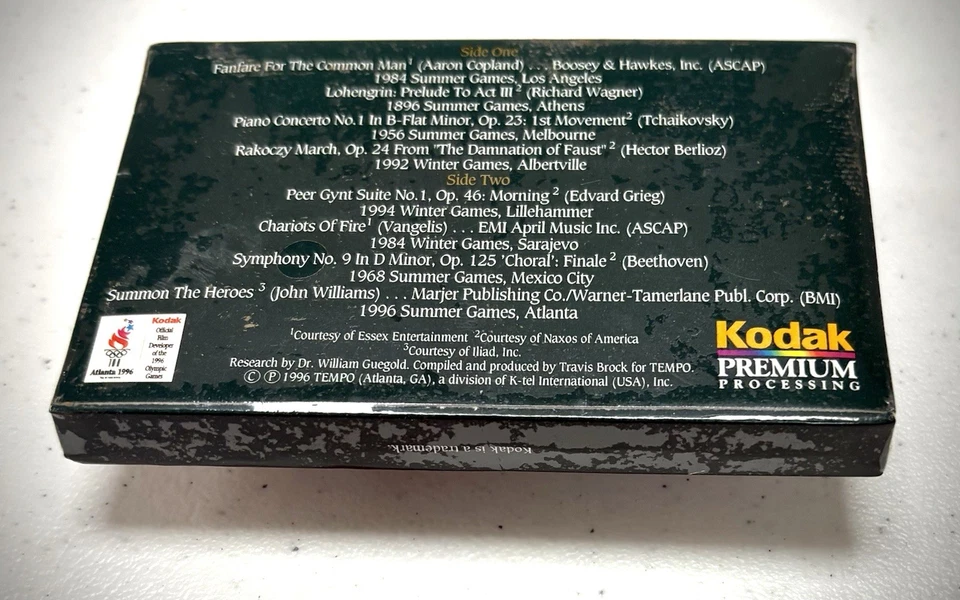 Side One
Fanfare For The Common Man¹ (Aaron Copland) . . . Boosey & Hawkes, Inc. (ASCAP)
1984 Summer Games, Los Angeles
Lohengrin: Prelude To Act III ² (Richard Wagner)
1896 Summer Games, Athens
Piano Concerto No.1 In B-Flat Minor, Op. 23: 1st Movement² (Tchaikovsky)
1956 Summer Games, Melbourne
Rakoczy March, Op. 24 From "The Damnation of Faust" ² (Hector Berlioz)
1992 Winter Games, Albertville
Side Two
Peer Gynt Suite No.1, Op. 46: Morning ² (Edvard Grieg)
1994 Winter Games, Lillehammer
Chariots Of Fire¹ (Vangelis) . . . EMI April Music Inc. (ASCAP)
1984 Winter Games, Sarajevo
Symphony No. 9 In D Minor, Op. 125 'Choral': Finale ² (Beethoven)
1968 Summer Games, Mexico City
Summon The Heroes ³ (John Williams) . . . Marjer Publishing Co./Warner-Tamerlane Publ. Corp. (BMI)
1996 Summer Games, Atlanta
¹Courtesy of Essex Entertainment ²Courtesy of Naxos of America
³Courtesy of Iliad, Inc.
Research by Dr. William Guegold. Compiled and produced by Travis Brock for TEMPO.
© ℗ 1996 TEMPO (Atlanta, GA), a division of K-tel International (USA), Inc.
Atlanta 1996
Kodak
Official
Film
Developer
of the
1996
Olympic
Games
Kodak
PREMIUM
PROCESSING
Kodak is a trademark.